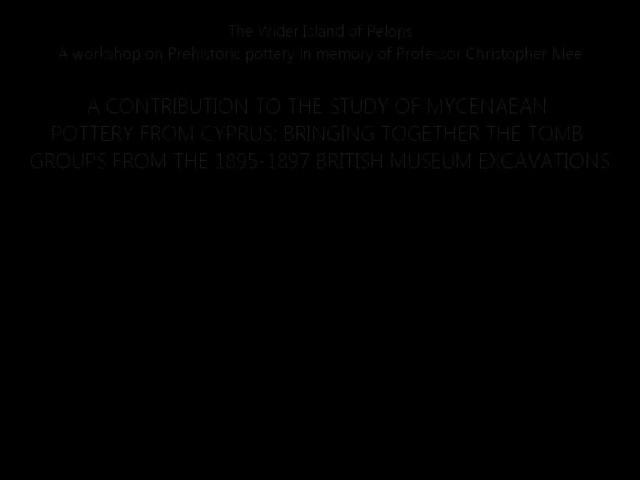 The Wider Island of Pelops
A workshop on Prehistoric pottery in memory of Professor Christopher Mee
A CONTRIBUTION TO THE STUDY OF MYCENAEAN
POTTERY FROM CYPRUS: BRINGING TOGETHER THE TOMB
GROUPS FROM THE 1895-1897 BRITISH MUSEUM EXCAVATIONS